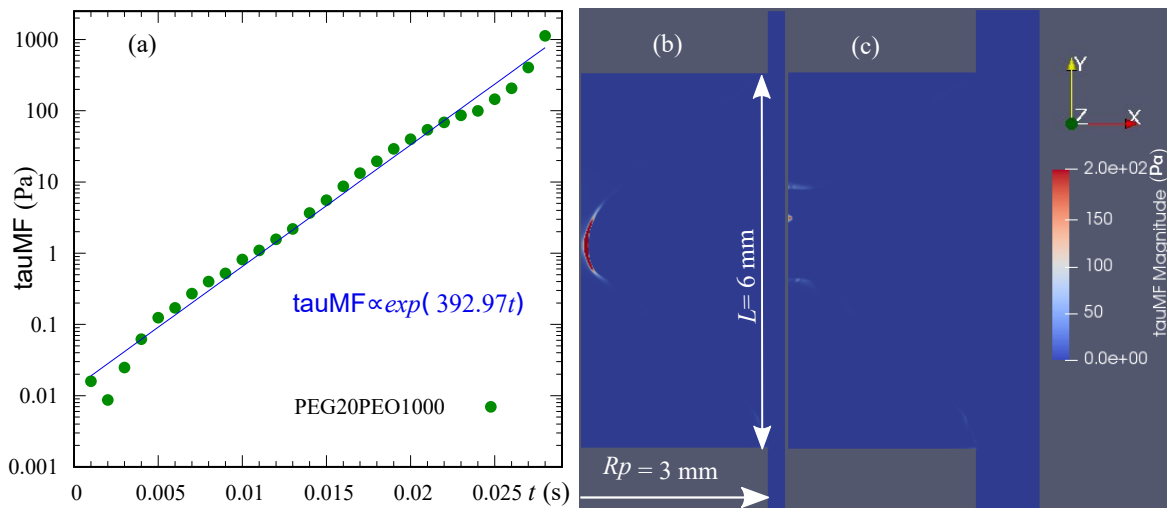 (a)
1000
100
10
1
0.1
0.01
0.001
tauMF (Pa)
tauMF∝exp( 392.97t)
PEG20PEO1000
0
0.005
0.01
0.015
0.02
0.025
t (s)
(b)
(c)
L= 6 mm
Rp = 3 mm
Y
Z
X
2.0e+02
150
100
50
0.0e+00
tauMF Magnitude (Pa)